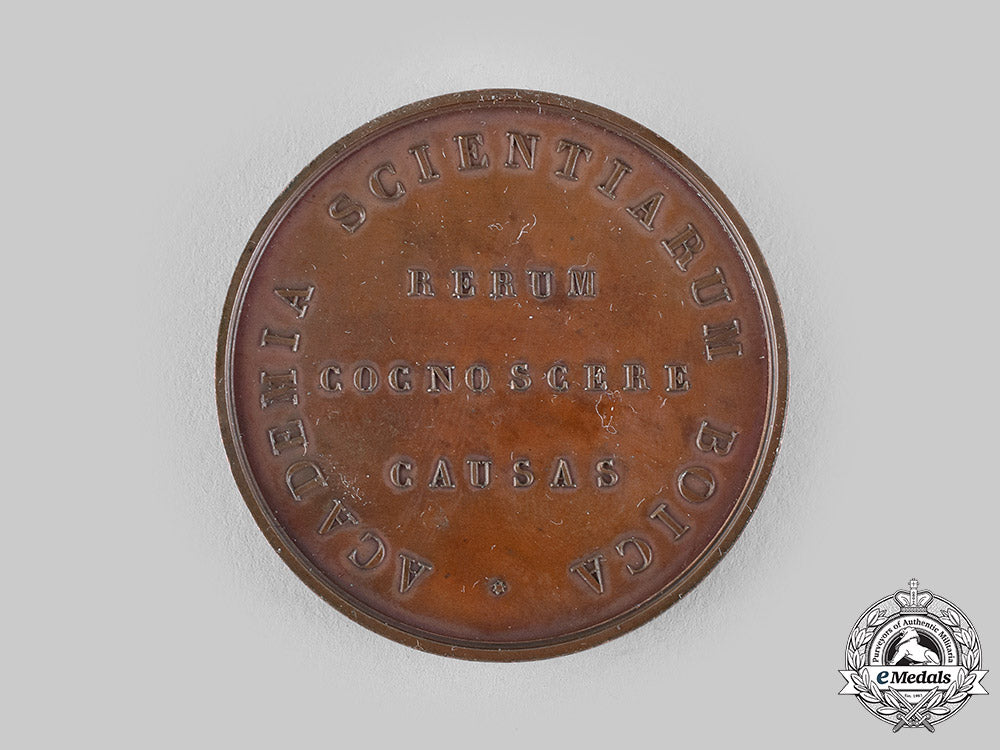 ACADEMIA SCIENTIARUM BOICA
RERUM
COGNOSCERE
CAUSAS
Purveyors of Authentic Militaria
eMedals